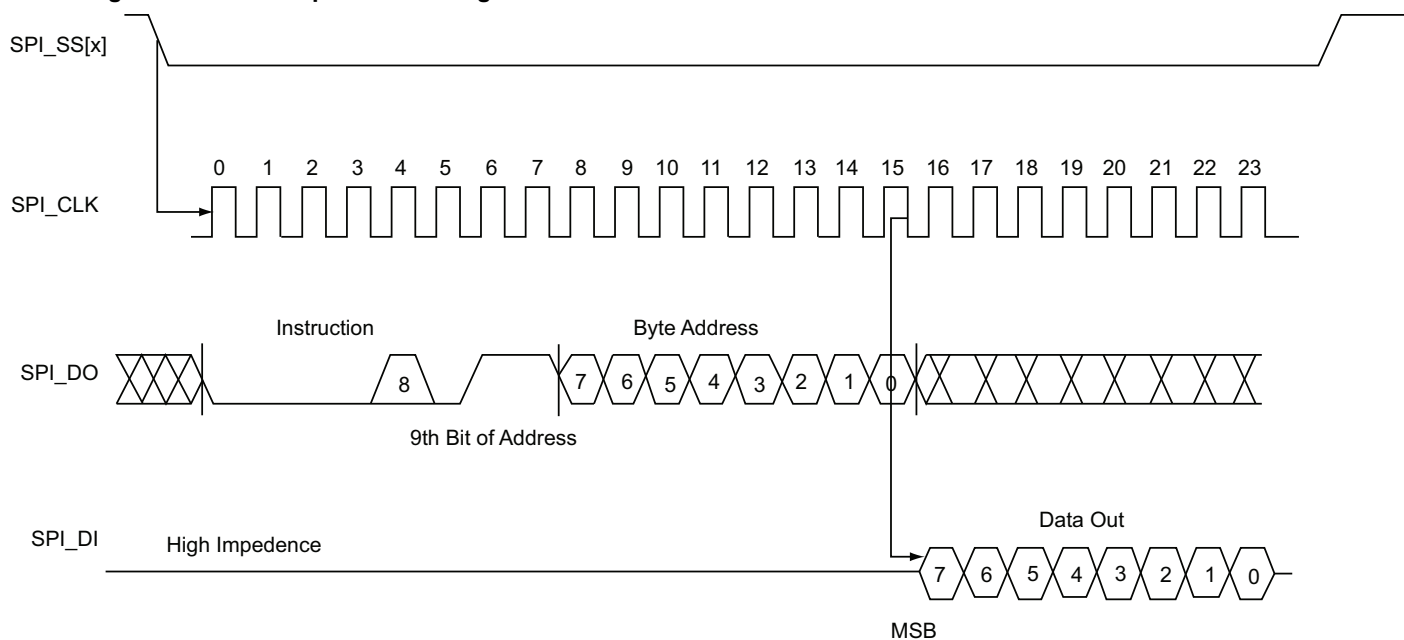 SPI_SS[x]
0 1 2 3 4 5 6 7 8 9 10 11 12 13 14 15 16 17 18 19 20 21 22 23
SPI_CLK
Instruction
Byte Address
SPI_DO
8 7 6 5 4 3 2 1 0
9th Bit of Address
Data Out
SPI_DI
High Impedence
7 6 5 4 3 2 1 0
MSB